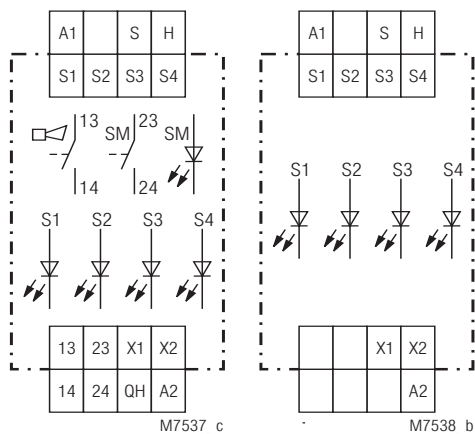 A1 S H
S1 S2 S3 S4
13 23
SM SM
14 24
S1 S2 S3 S4
13 23 X1 X2
14 24 QH A2
M7537 c
A1 S H
S1 S2 S3 S4
S1 S2 S3 S4
X1 X2
A2
M7538 b